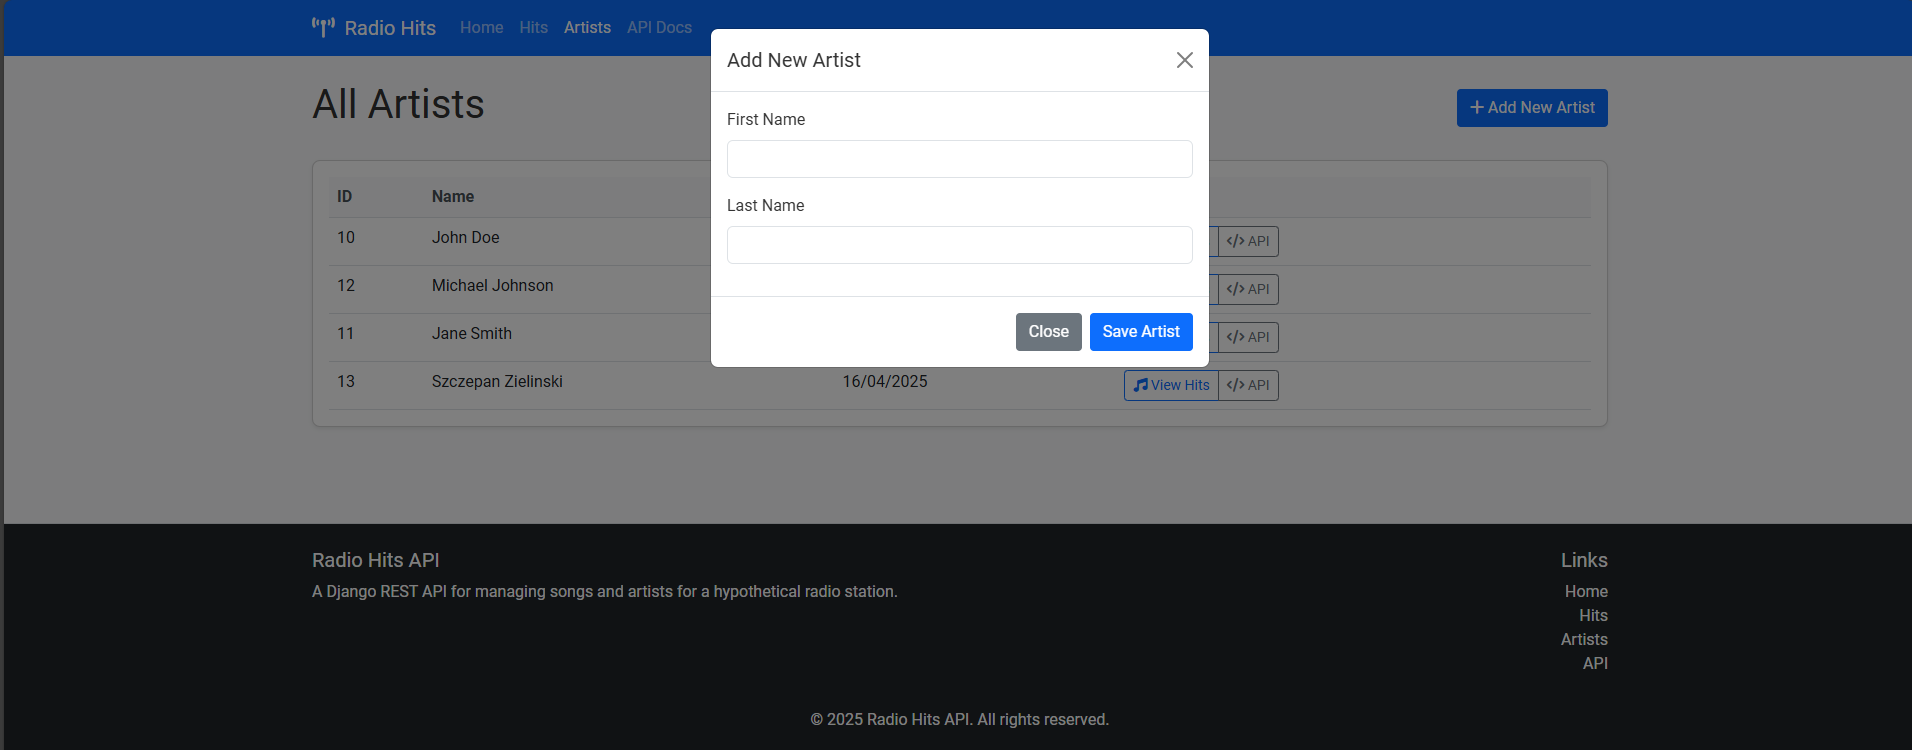 Radio Hits Home Hits Artists API Docs
Add New Artist
All Artists
Add New Artist
First Name
Last Name
ID Name
10 John Doe API
12 Michael Johnson API
11 Jane Smith API
Close Save Artist
13 Szczepan Zielinski 16/04/2025 View Hits API
Radio Hits API
A Django REST API for managing songs and artists for a hypothetical radio station.
Links
Home
Hits
Artists
API
© 2025 Radio Hits API. All rights reserved.